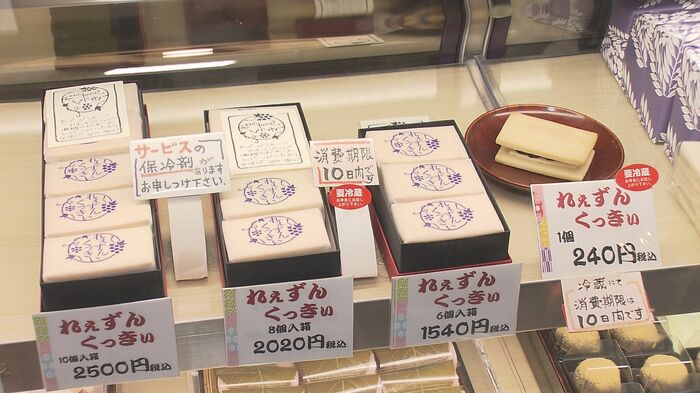 サービスの
保冷剤が
あります
お申しつけ下さい。
消費期限
10日内です
要冷蔵
要冷蔵
れぇずん
くっきぃ
1個
240円税込
冷蔵にて
消費期限は
10日内です
れぇずん
くっきぃ
10個入箱
2500円税込
れぇずん
くっきぃ
8個入箱
2020円税込
れぇずん
くっきぃ
6個入箱
1540円税込